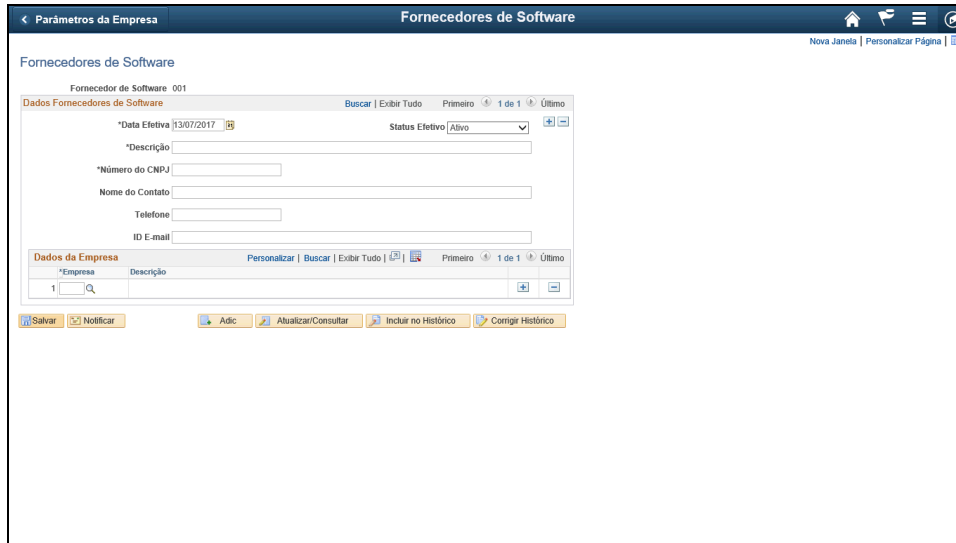 Parâmetros da Empresa
Fornecedores de Software
Nova Janela | Personalizar Página |
Fornecedores de Software
Fornecedor de Software 001
Dados Fornecedores de Software Buscar | Exibir Tudo Primeiro 1 de 1 Último
*Data Efetiva 13/07/2017 Status Efetivo Ativo
*Descrição
*Número do CNPJ
Nome do Contato
Telefone
ID E-mail
Dados da Empresa Personalizar | Buscar | Exibir Tudo | | Primeiro 1 de 1 Último
*Empresa Descrição
1
Salvar Notificar Adic Atualizar/Consultar Incluir no Histórico Corrigir Histórico